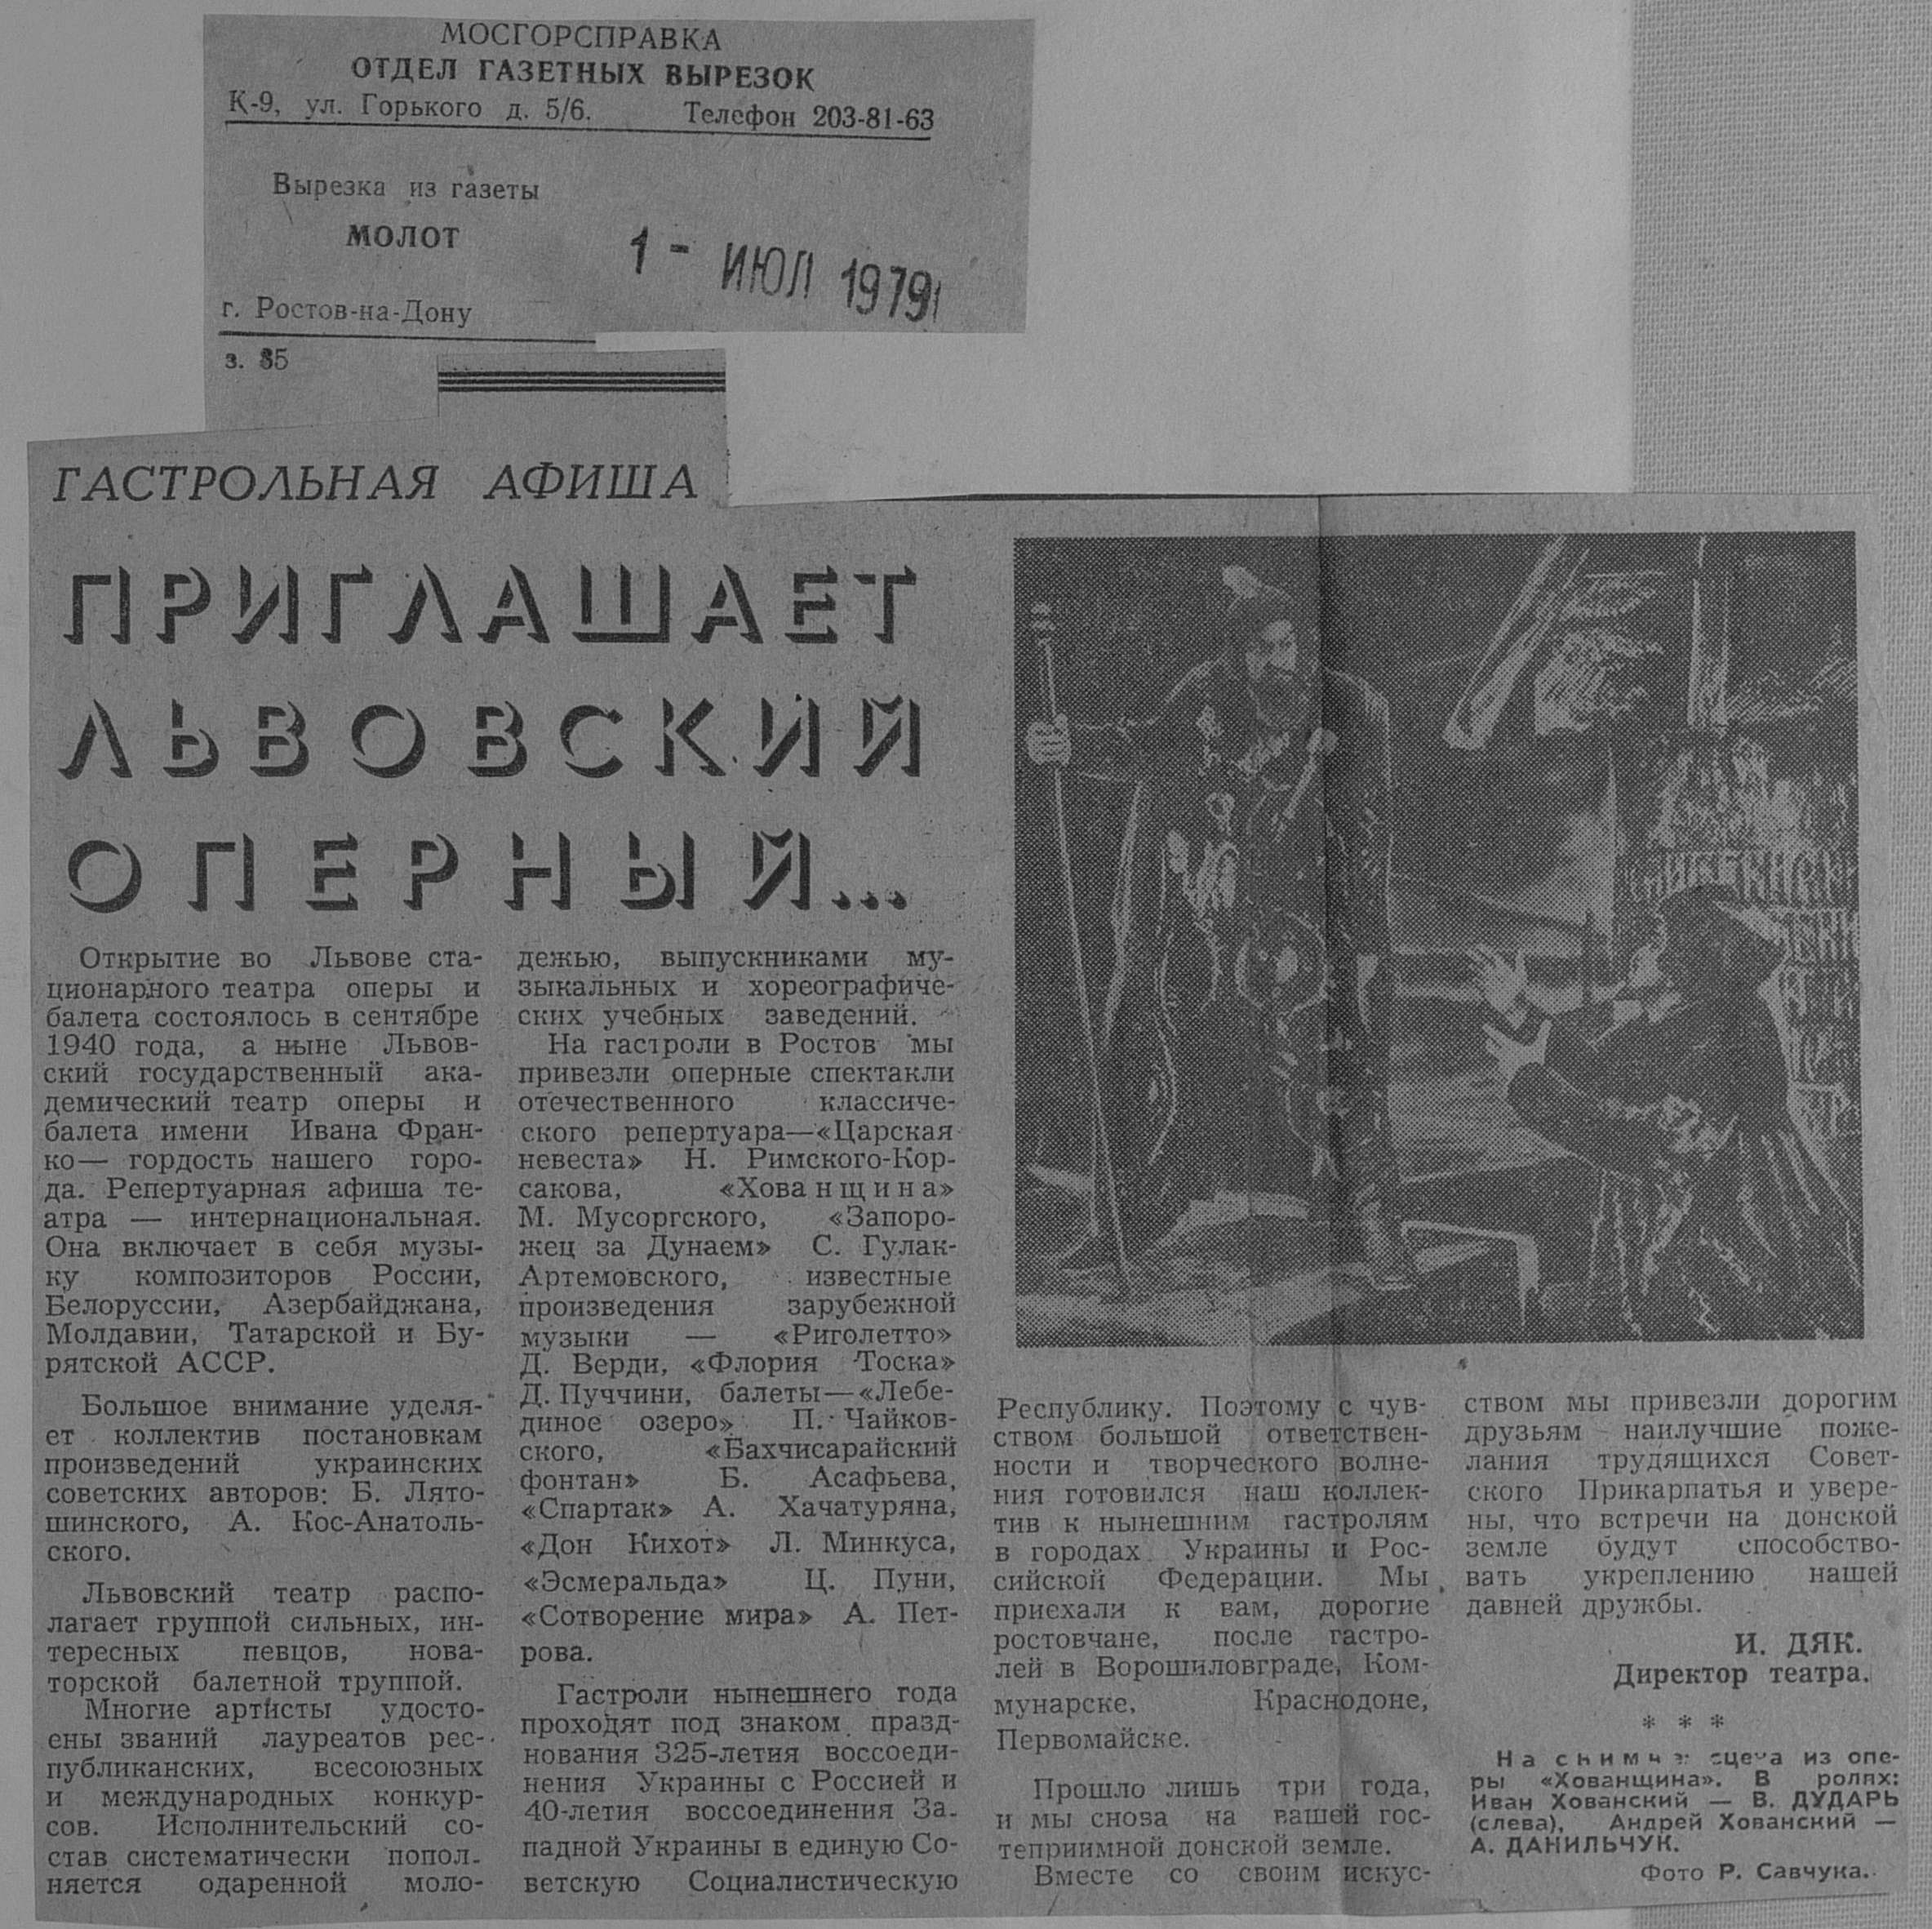 МОСГОРСПРАВКА
ОТДЕЛ ГАЗЕТНЫХ ВЫРЕЗОК
К-9, ул. Горького д. 5/6. Телефон 203-81-63
Вырезка из газеты
МОЛОТ
1 - ИЮЛ 1979
г. Ростов-на-Дону
з. 85
ГАСТРОЛЬНАЯ АФИША
ПРИГЛАШАЕТ
ЛЬВОВСКИЙ
ОПЕРНЫЙ...
Открытие во Львове ста-
ционарного театра оперы и
балета состоялось в сентябре
1940 года, а ныне Львов-
ский государственный ака-
демический театр оперы и
балета имени Ивана Фран-
ко— гордость нашего горо-
да. Репертуарная афиша те-
атра — интернациональная.
Она включает в себя музы-
ку композиторов России,
Белоруссии, Азербайджана,
Молдавии, Татарской и Бу-
рятской АССР.
Большое внимание уделя-
ет коллектив постановкам
произведений украинских
советских авторов: Б. Лято-
шинского, А. Кос-Анатоль-
ского.
Львовский театр распо-
лагает группой сильных, ин-
тересных певцов, нова-
торской балетной труппой.
Многие артисты удосто-
ены званий лауреатов рес-
публиканских, всесоюзных
и международных конкур-
сов. Исполнительский со-
став систематически попол-
няется одаренной моло-
дежью, выпускниками му-
зыкальных и хореографиче-
ских учебных заведений.
На гастроли в Ростов мы
привезли оперные спектакли
отечественного классиче-
ского репертуара—«Царская
невеста» Н. Римского-Кор-
сакова, «Хованщина»
М. Мусоргского, «Запоро-
жец за Дунаем» С. Гулак-
Артемовского, известные
произведения зарубежной
музыки — «Риголетто»
Д. Верди, «Флория Тоска»
Д. Пуччини, балеты—«Лебе-
диное озеро» П. Чайков-
ского, «Бахчисарайский
фонтан» Б. Асафьева,
«Спартак» А. Хачатуряна,
«Дон Кихот» Л. Минкуса,
«Эсмеральда» Ц. Пуни,
«Сотворение мира» А. Пет-
рова.
Гастроли нынешнего года
проходят под знаком празд-
нования 325-летия воссоеди-
нения Украины с Россией и
40-летия воссоединения За-
падной Украины в единую Со-
ветскую Социалистическую
Республику. Поэтому с чув-
ством большой ответствен-
ности и творческого волне-
ния готовился наш коллек-
тив к нынешним гастролям
в городах Украины и Рос-
сийской Федерации. Мы
приехали к вам, дорогие
ростовчане, после гастро-
лей в Ворошиловграде, Ком-
мунарске, Краснодоне,
Первомайске.
Прошло лишь три года,
и мы снова на вашей гос-
теприимной донской земле.
Вместе со своим искус-
ством мы привезли дорогим
друзьям наилучшие поже-
лания трудящихся Совет-
ского Прикарпатья и увере-
ны, что встречи на донской
земле будут способство-
вать укреплению нашей
давней дружбы.
И. ДЯК.
Директор театра.
* * *
На снимке: сцена из опе-
ры «Хованщина». В ролях:
Иван Хованский — В. ДУДАРЬ
(слева), Андрей Хованский —
А. ДАНИЛЬЧУК.
Фото Р. Савчука.